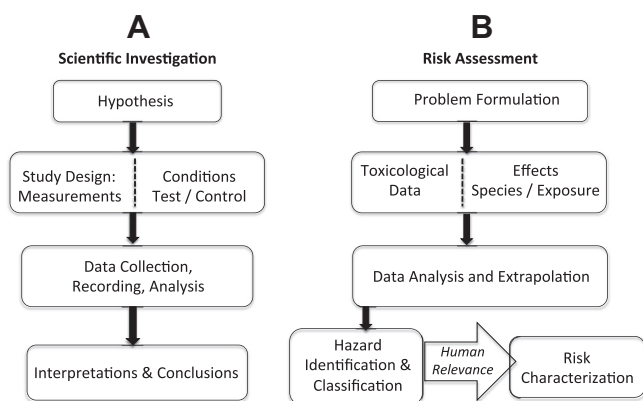 A
Scientific Investigation
Hypothesis
Study Design:
Measurements
Conditions
Test / Control
Data Collection,
Recording, Analysis
Interpretations & Conclusions
B
Risk Assessment
Problem Formulation
Toxicological
Data
Effects
Species / Exposure
Data Analysis and Extrapolation
Hazard
Identification &
Classification
Human
Relevance
Risk
Characterization